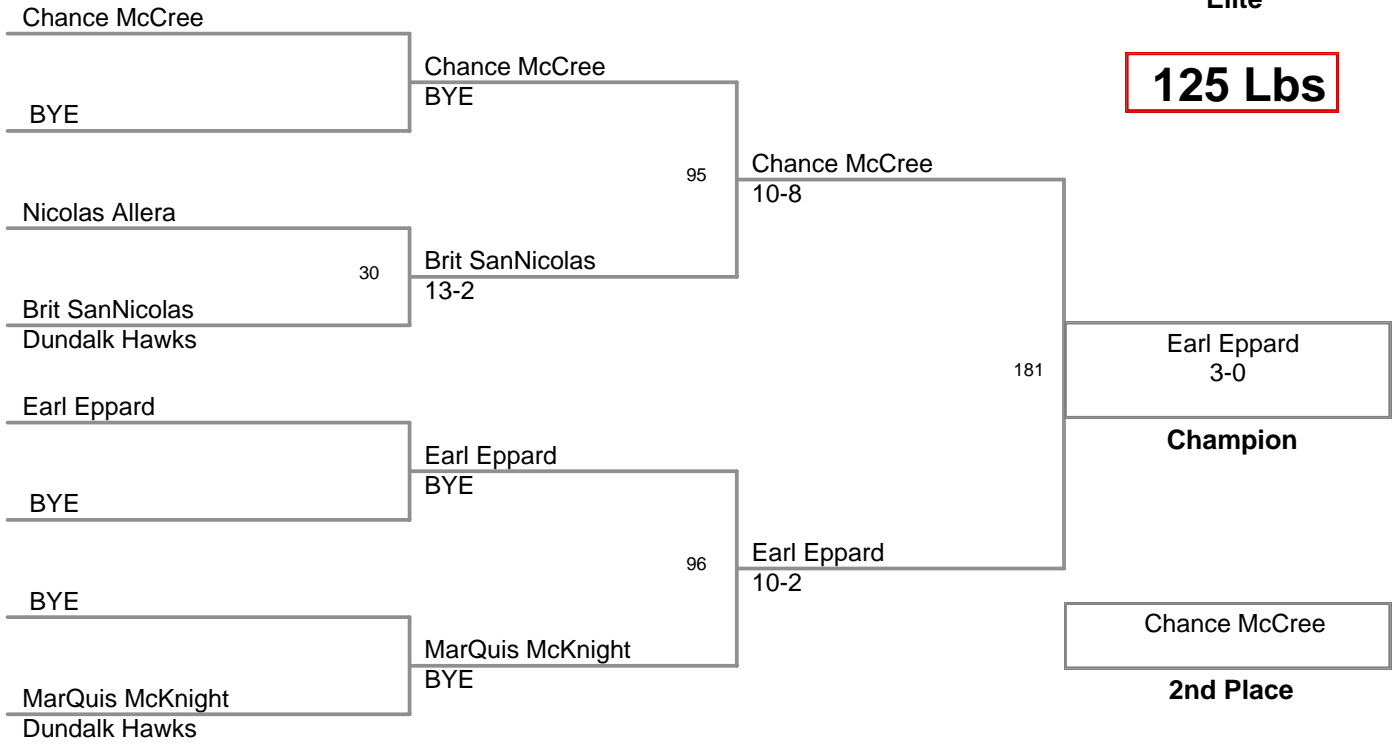 Elite
125 Lbs
Chance McCree
BYE
Nicolas Allera
Brit SanNicolas
Dundalk Hawks
Earl Eppard
BYE
BYE
MarQuis McKnight
Dundalk Hawks
Chance McCree
BYE
30
Brit SanNicolas
13-2
Earl Eppard
BYE
MarQuis McKnight
BYE
95
Chance McCree
10-8
96
Earl Eppard
10-2
181
Earl Eppard
3-0
Champion
Chance McCree
2nd Place